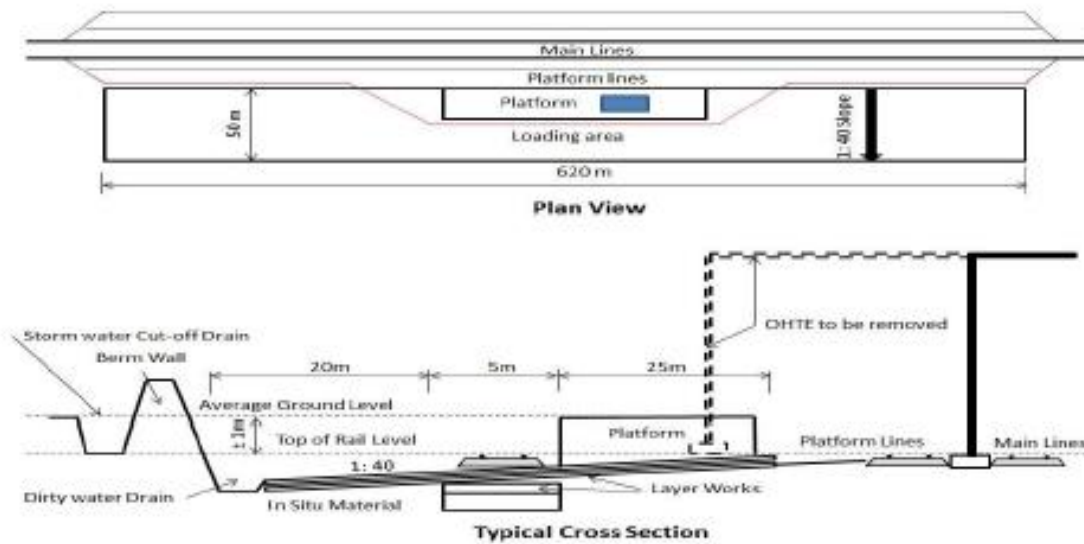 Main Lines
Platform lines
Platform
50 m
Loading area
1:40 Slope
620 m
Plan View
Storm water Cut-off Drain
OHTE to be removed
Berm Wall
20m
5m
25m
Average Ground Level
± 1m
Top of Rail Level
Platform
Platform Lines
Main Lines
1: 40
Dirty water Drain
In Situ Material
Layer Works
Typical Cross Section